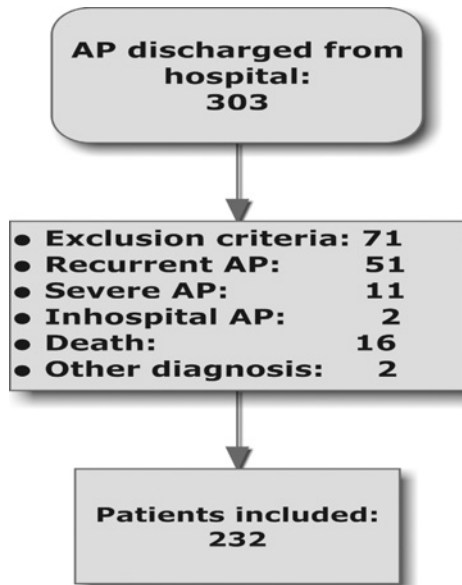 AP discharged from
hospital:
303
● Exclusion criteria: 71
● Recurrent AP: 51
● Severe AP: 11
● Inhospital AP: 2
● Death: 16
● Other diagnosis: 2
Patients included:
232